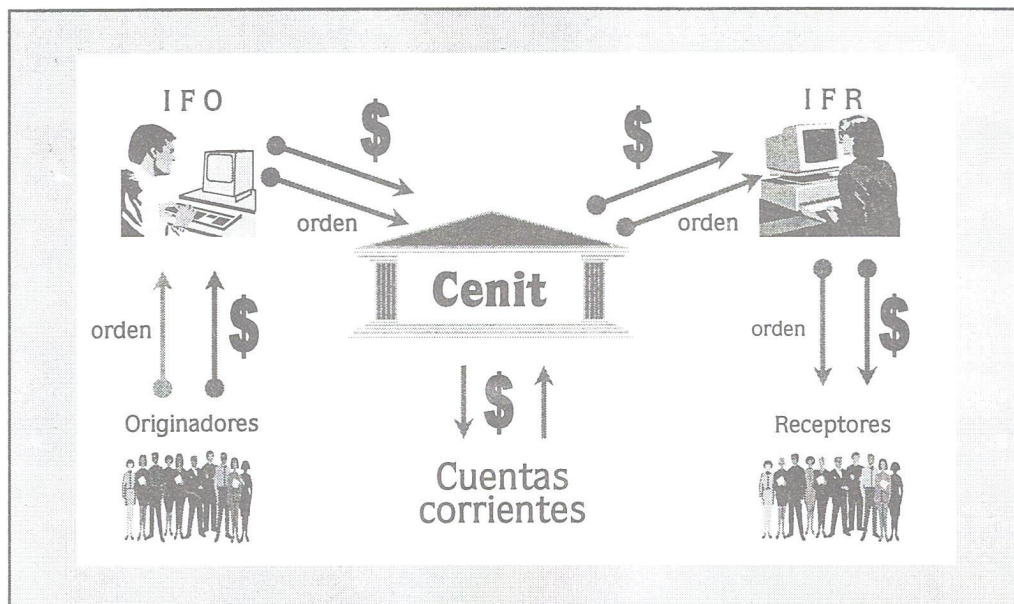 IFO
$
$
IFR
orden
orden
Cenit
orden
$
orden
$
Originadores
$
Receptores
Cuentas
corrientes